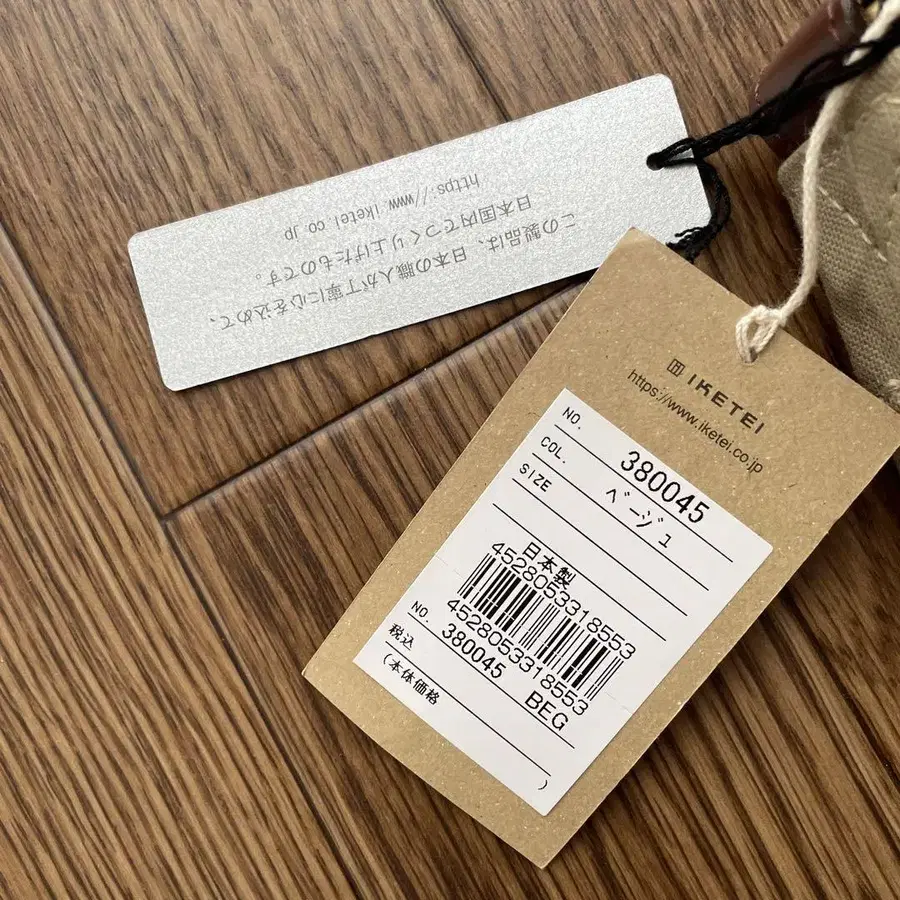 この製品は、日本の職人が丁寧に心を込めて、
日本国内でつくり上げたものです。
https://www.iketei.co.jp
IKETEI
https://www.iketei.co.jp
NO. 380045
COL. ベージュ
SIZE
日本製
4528053318553
4528053318553
NO. 380045 BEG
税込
(本体価格 )